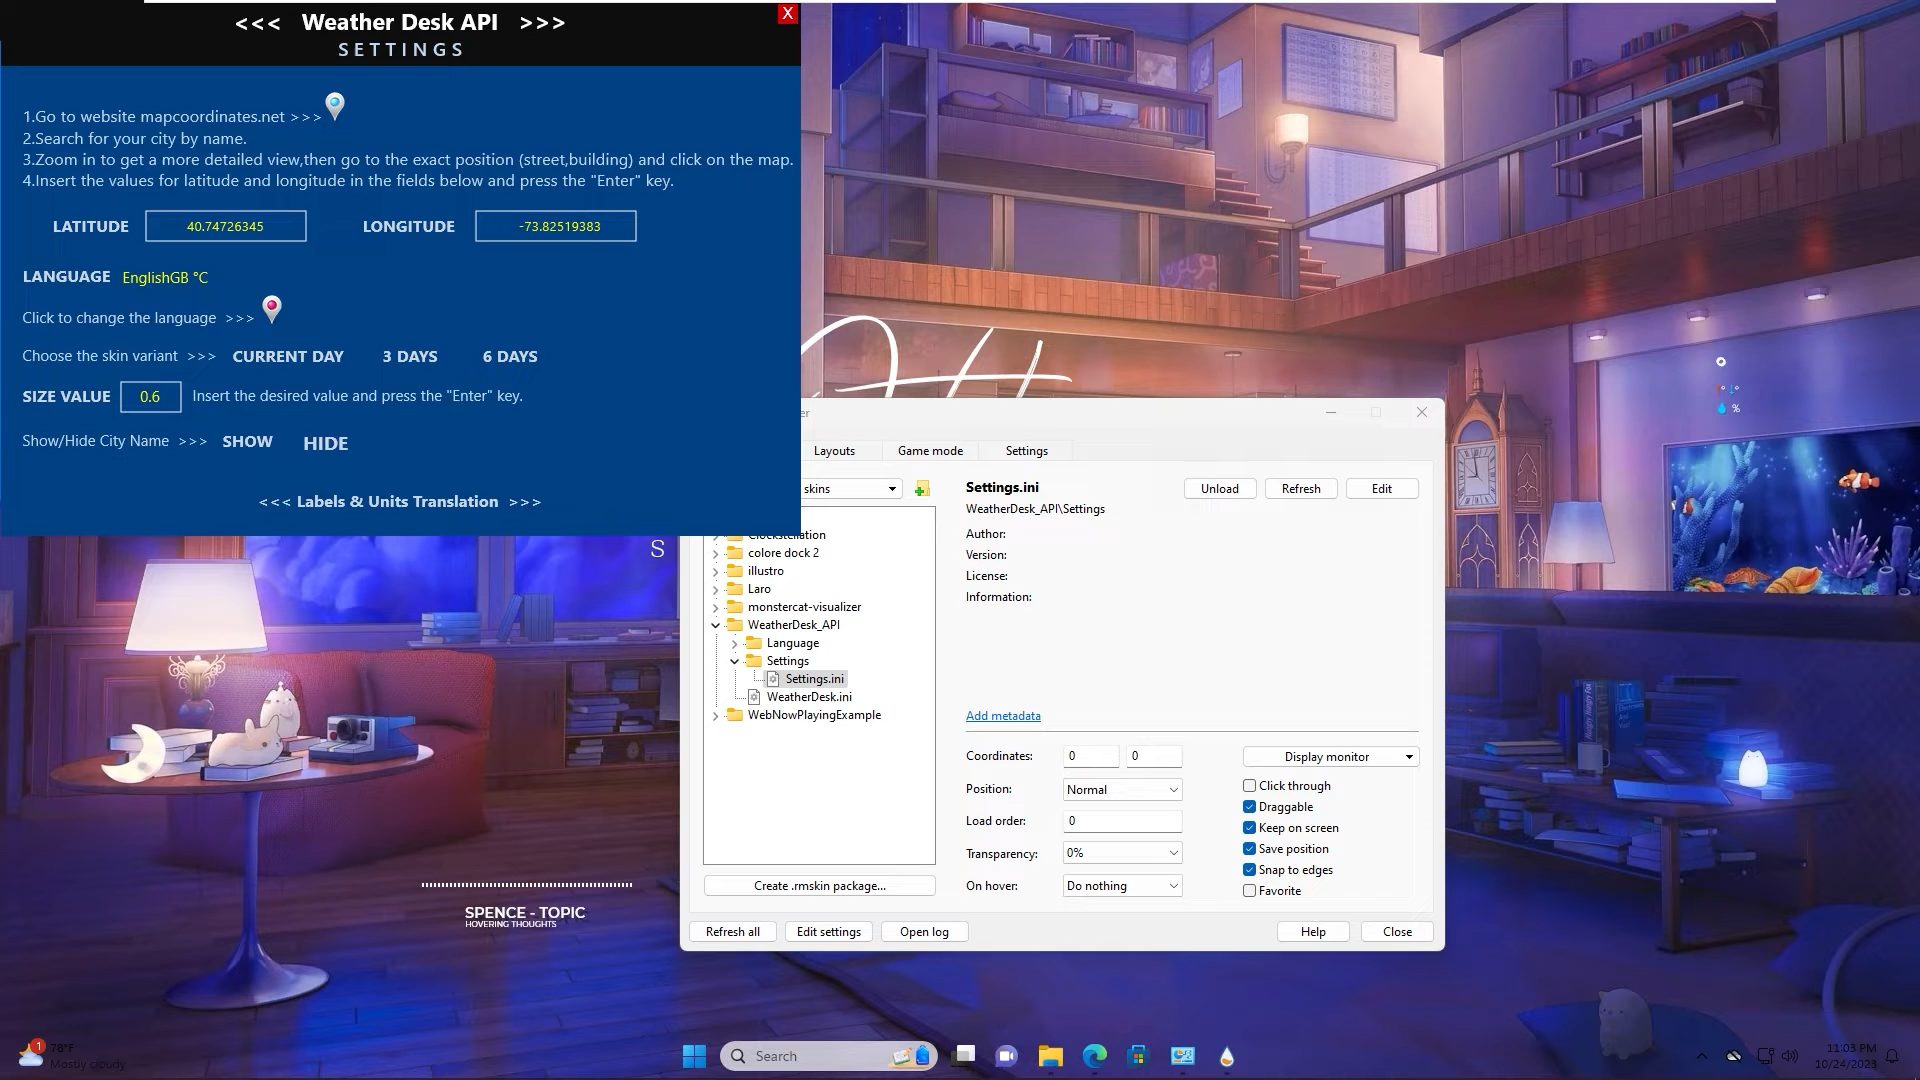 <<< Weather Desk API >>>
X
SETTINGS
1.Go to website mapcoordinates.net >>>
2.Search for your city by name.
3.Zoom in to get a more detailed view,then go to the exact position (street,building) and click on the map.
4.Insert the values for latitude and longitude in the fields below and press the "Enter" key.
LATITUDE 40.74726345 LONGITUDE -73.82519383
LANGUAGE EnglishGB °C
Click to change the language >>>
Choose the skin variant >>> CURRENT DAY 3 DAYS 6 DAYS
SIZE VALUE 0.6 Insert the desired value and press the "Enter" key.
Show/Hide City Name >>> SHOW HIDE
<<< Labels & Units Translation >>>
S
%
Layouts Game mode Settings
skins
Settings.ini Unload Refresh Edit
WeatherDesk_API\Settings
Author:
Version:
License:
Information:
Clockstellation
colore dock 2
illustro
Laro
monstercat-visualizer
WeatherDesk_API
Language
Settings
Settings.ini
WeatherDesk.ini
WebNowPlayingExample
Add metadata
Coordinates: 0 0 Display monitor
Position: Normal
Load order: 0
Transparency: 0%
On hover: Do nothing
Click through
Draggable
Keep on screen
Save position
Snap to edges
Favorite
Create .rmskin package...
Refresh all Edit settings Open log Help Close
SPENCE - TOPIC
HOVERING THOUGHTS
1
78°F
Mostly cloudy
Search
11:03 PM
10/24/2023